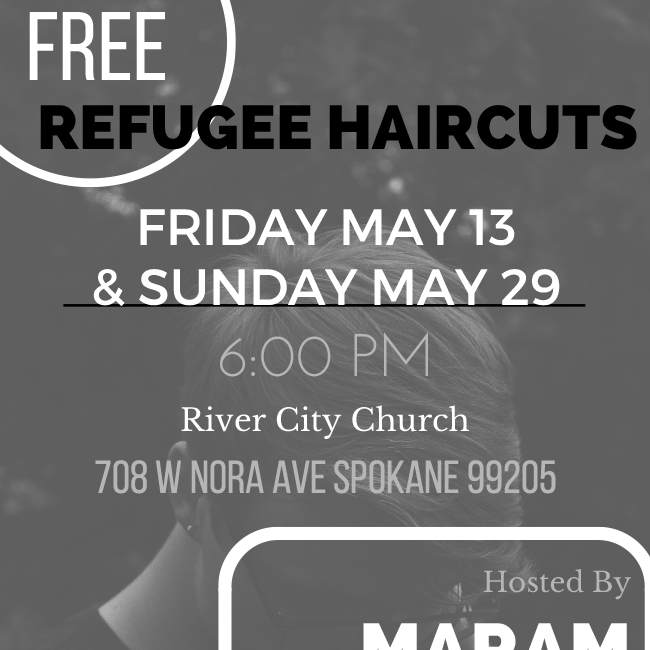 FREE
REFUGEE HAIRCUTS
FRIDAY MAY 13
& SUNDAY MAY 29
6:00 PM
River City Church
708 W NORA AVE SPOKANE 99205
Hosted By
MARAM